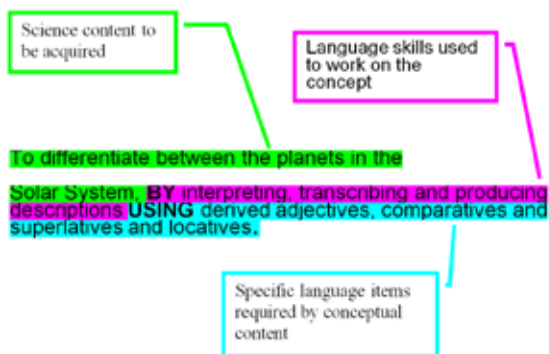 Science content to
be acquired
Language skills used
to work on the
concept
To differentiate between the planets in the
Solar System, BY interpreting, transcribing and producing
descriptions USING derived adjectives, comparatives and
superlatives and locatives.
Specific language items
required by conceptual
content